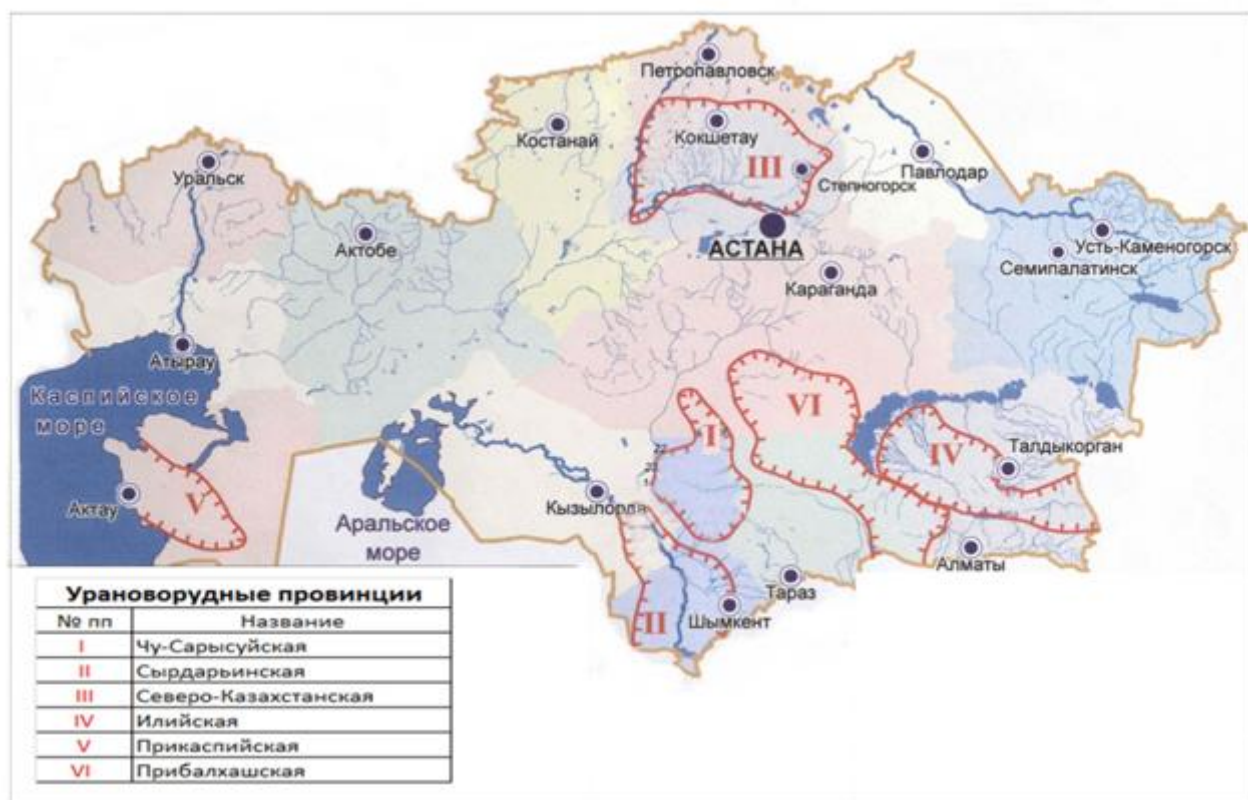 Петропавловск
Костанай
Кокшетау
Павлодар
Уральск
III
Степногорск
Актобе
АСТАНА
Усть-Каменогорск
Семипалатинск
Караганда
Атырау
Каспийское
море
VI
I
IV
Талдыкорган
22
Актау
V
Кызылорда
Аральское
море
Алматы
Тараз
II
Шымкент
Урановорудные провинции
№ пп Название
I Чу-Сарысуйская
II Сырдарьинская
III Северо-Казахстанская
IV Илийская
V Прикаспийская
VI Прибалхашская